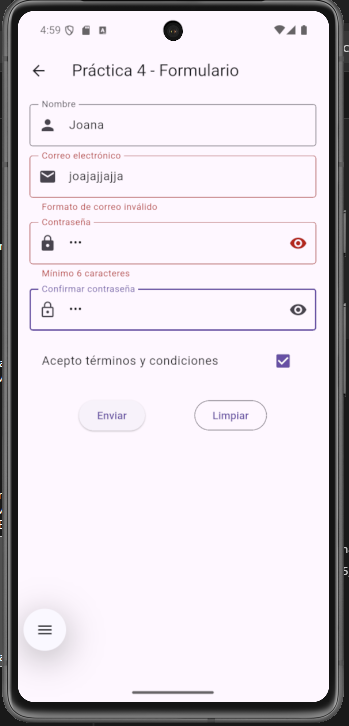 4:59
Práctica 4 - Formulario
Nombre
Joana
Correo electrónico
joajajjajja
Formato de correo inválido
Contraseña
•••
Mínimo 6 caracteres
Confirmar contraseña
•••
Acepto términos y condiciones
Enviar Limpiar